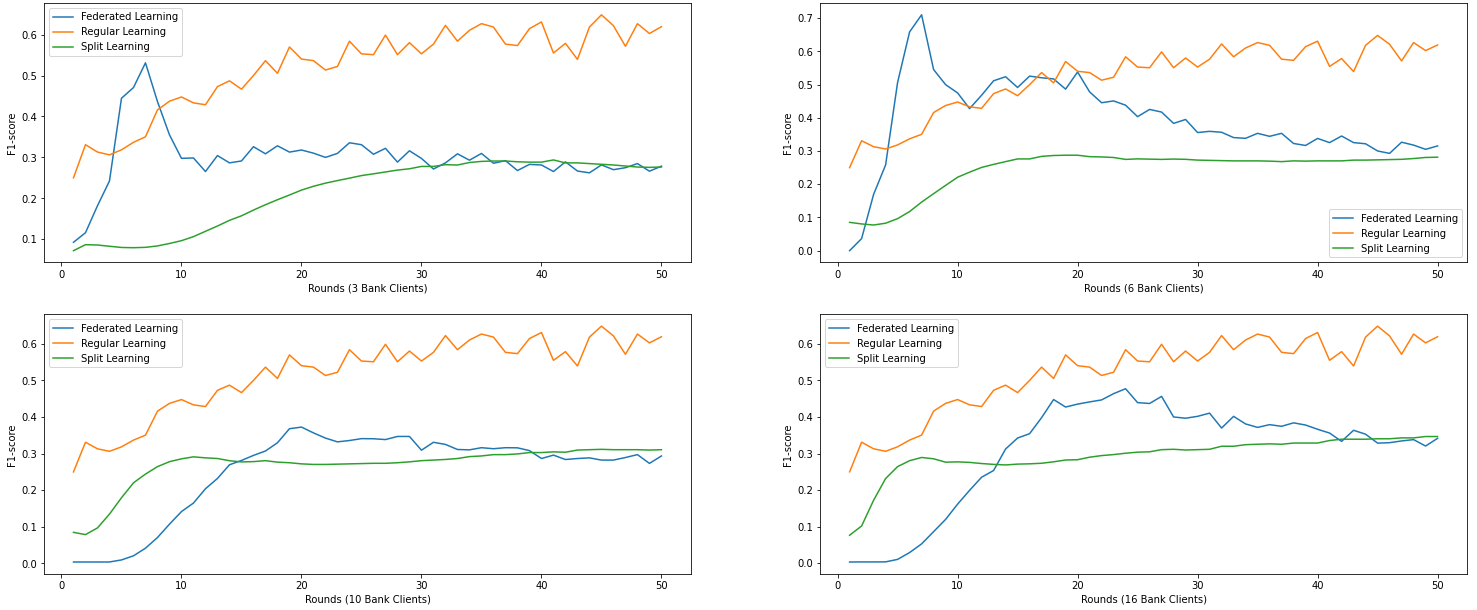 Federated Learning
Regular Learning
Split Learning
F1-score
0.6
0.5
0.4
0.3
0.2
0.1
0 10 20 30 40 50
Rounds (3 Bank Clients)
F1-score
0.7
0.6
0.5
0.4
0.3
0.2
0.1
0.0
Federated Learning
Regular Learning
Split Learning
0 10 20 30 40 50
Rounds (6 Bank Clients)
Federated Learning
Regular Learning
Split Learning
F1-score
0.6
0.5
0.4
0.3
0.2
0.1
0.0
0 10 20 30 40 50
Rounds (10 Bank Clients)
Federated Learning
Regular Learning
Split Learning
F1-score
0.6
0.5
0.4
0.3
0.2
0.1
0.0
0 10 20 30 40 50
Rounds (16 Bank Clients)